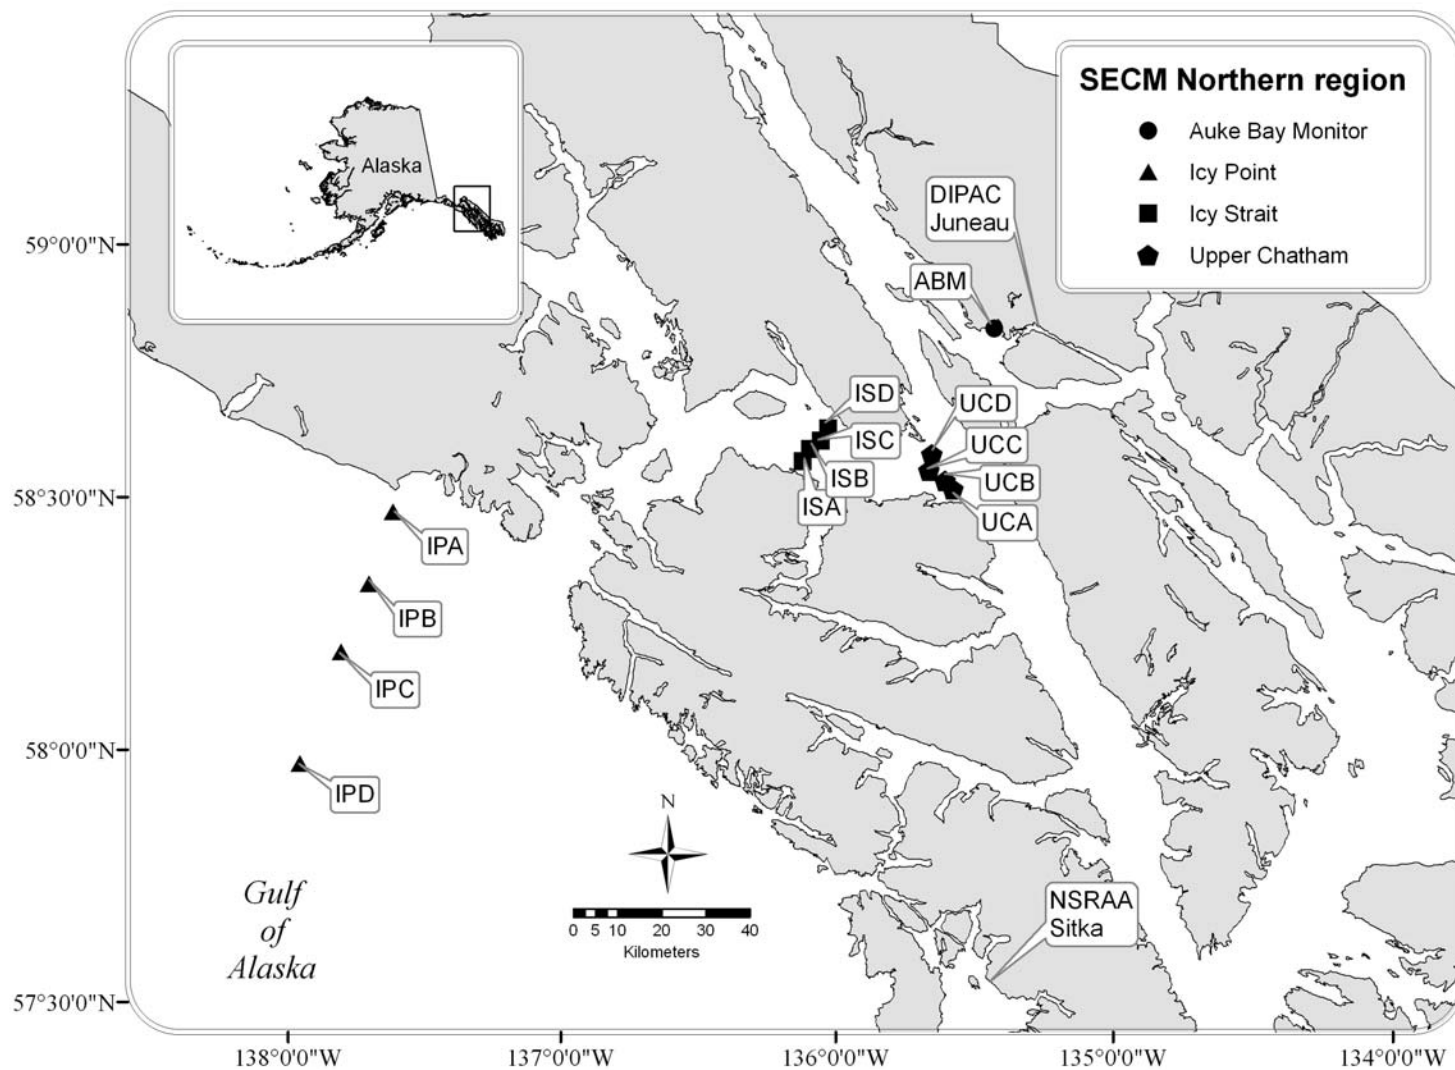 Alaska
SECM Northern region
Auke Bay Monitor
Icy Point
Icy Strait
Upper Chatham
DIPAC
Juneau
ABM
59°0'0"N
ISD
UCD
ISC
UCC
ISB
UCB
58°30'0"N
ISA
UCA
IPA
IPB
IPC
58°0'0"N
IPD
N
Gulf
of
Alaska
0 5 10 20 30 40
Kilometers
NSRAA
Sitka
57°30'0"N
138°0'0"W 137°0'0"W 136°0'0"W 135°0'0"W 134°0'0"W